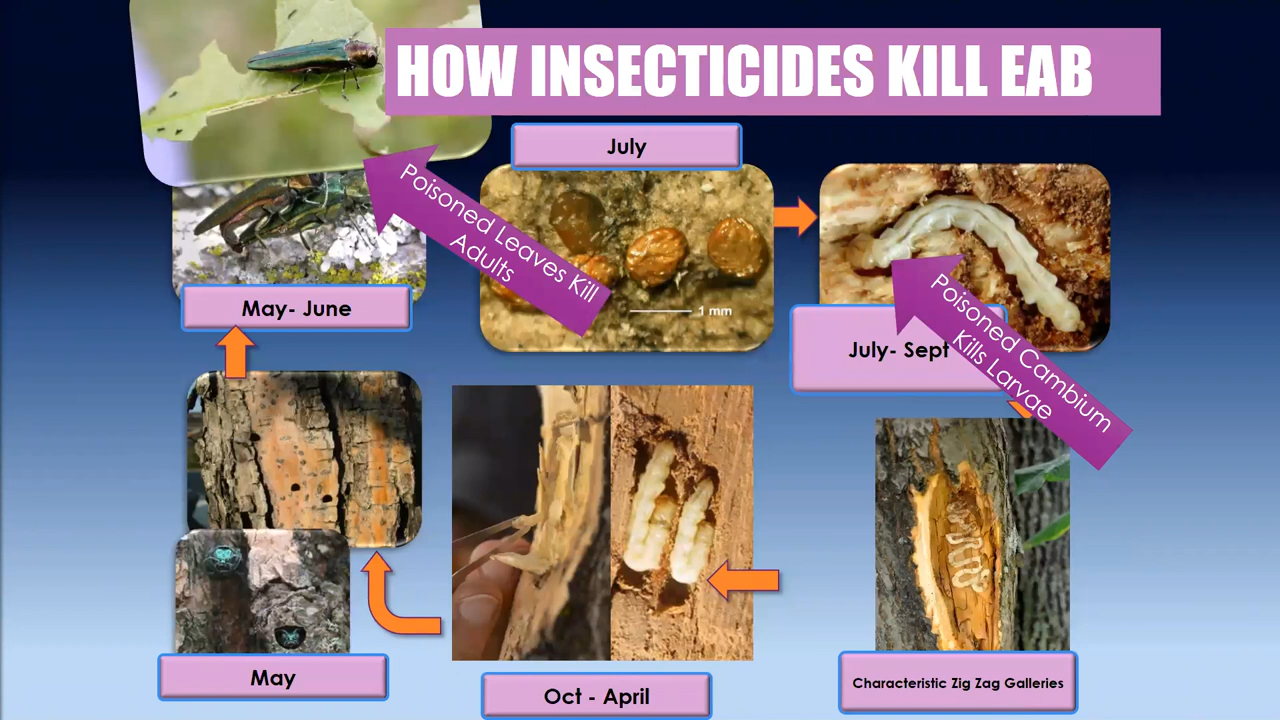 HOW INSECTICIDES KILL EAB
July
Poisoned Leaves Kill
Adults
1 mm
May- June
July- Sept
Poisoned Cambium
Kills Larvae
May
Oct - April
Characteristic Zig Zag Galleries